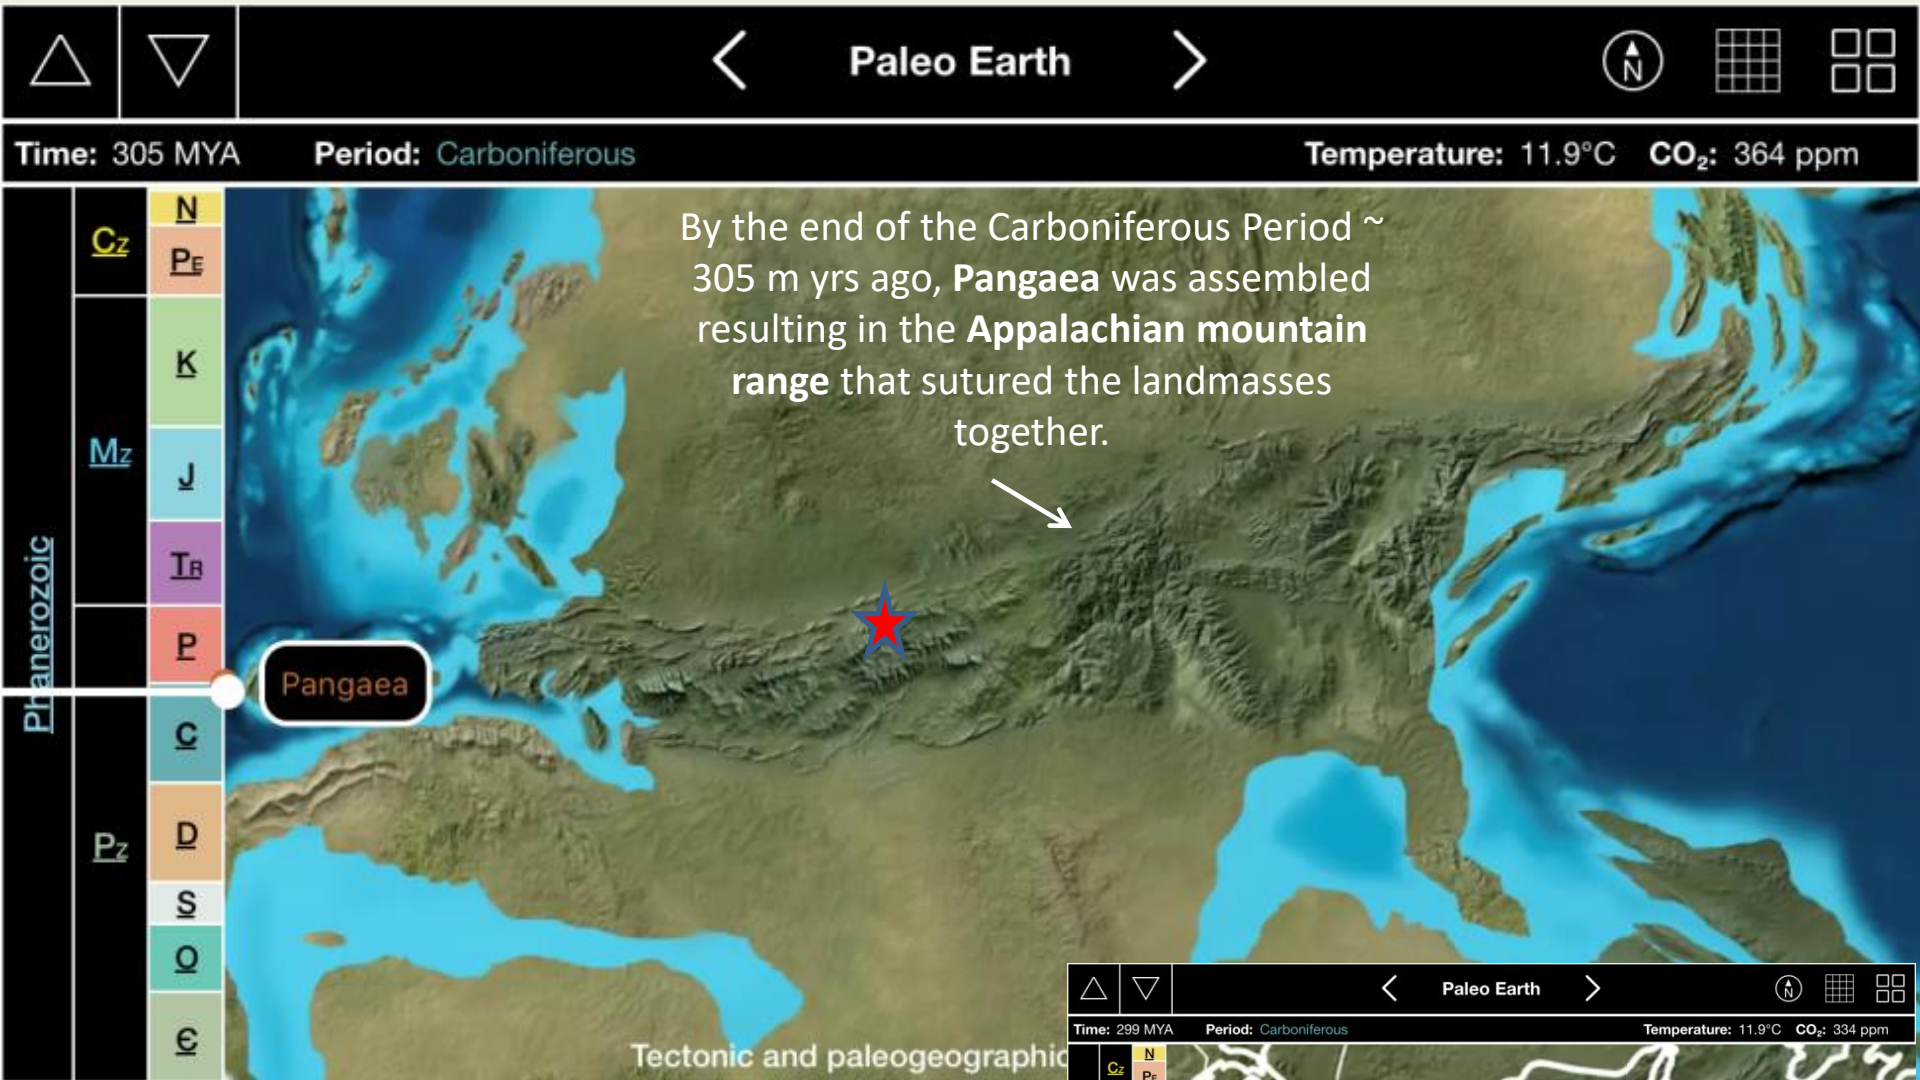 Paleo Earth
N
Time: 305 MYA Period: Carboniferous Temperature: 11.9°C CO₂: 364 ppm
Phanerozoic
Cz
Mz
Pz
N
PE
K
J
TR
P
C
D
S
O
Ꞓ
By the end of the Carboniferous Period ~
305 m yrs ago, Pangaea was assembled
resulting in the Appalachian mountain
range that sutured the landmasses
together.
Pangaea
Tectonic and paleogeographic
Paleo Earth
N
Time: 299 MYA Period: Carboniferous Temperature: 11.9°C CO₂: 334 ppm
Cz
N
PE